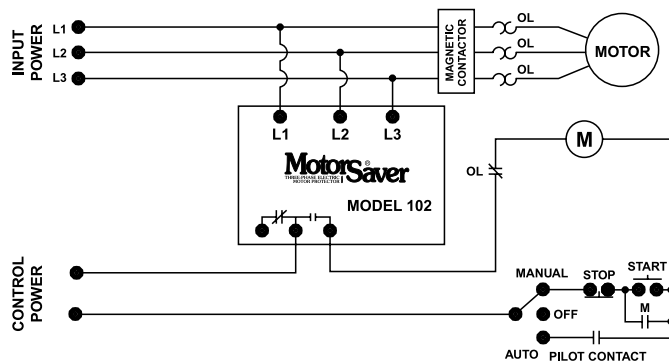 INPUT
POWER
L1
L2
L3
MAGNETIC
CONTACTOR
OL
OL
OL
MOTOR
L1 L2 L3
MotorSaver®
THREE-PHASE ELECTRIC
MOTOR PROTECTOR
MODEL 102
OL
M
CONTROL
POWER
MANUAL
STOP
START
M
OFF
AUTO
PILOT CONTACT